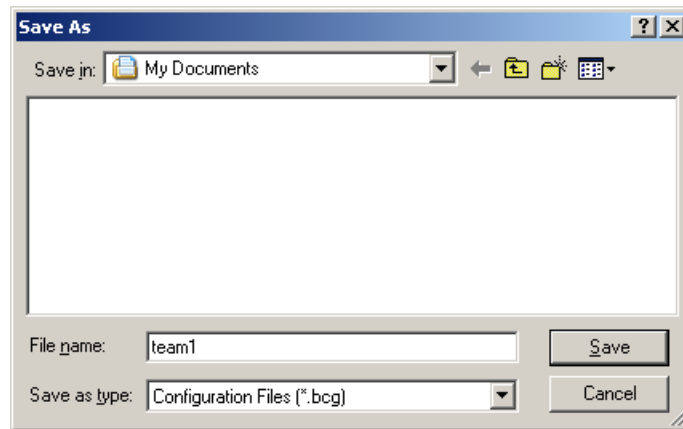 Save As
Save in: My Documents
File name: team1 Save
Save as type: Configuration Files (*.bcg) Cancel